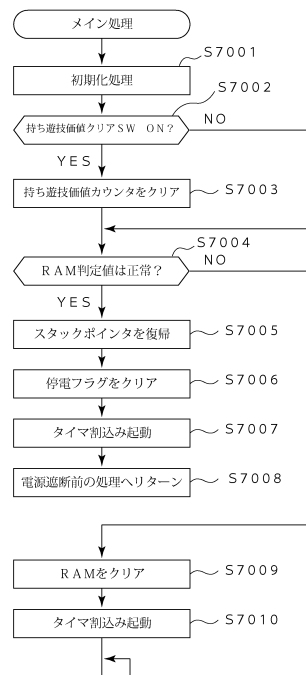 メイン処理
S7001
初期化処理
S7002
持ち遊技価値クリアSW ON?
NO
YES
持ち遊技価値カウンタをクリア
S7003
S7004
RAM判定値は正常?
NO
YES
スタックポインタを復帰
S7005
停電フラグをクリア
S7006
タイマ割込み起動
S7007
電源遮断前の処理へリターン
S7008
RAMをクリア
S7009
タイマ割込み起動
S7010